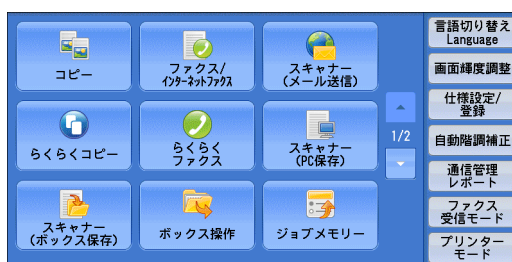 コピー
ファクス/
インターネットファクス
スキャナー
(メール送信)
らくらくコピー
らくらく
ファクス
スキャナー
(PC保存)
スキャナー
(ボックス保存)
ボックス操作
ジョブメモリー
1/2
言語切り替え
Language
画面輝度調整
仕様設定/
登録
自動階調補正
通信管理
レポート
ファクス
受信モード
プリンター
モード